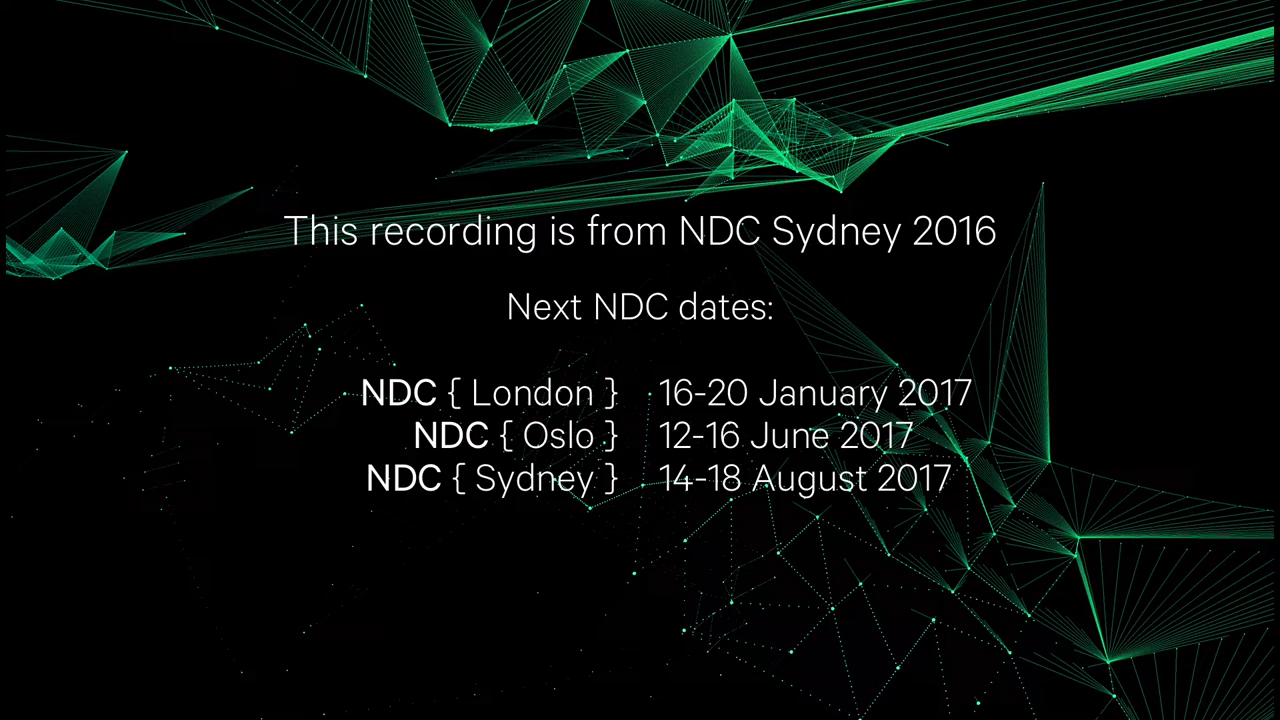 This recording is from NDC Sydney 2016
Next NDC dates:
NDC { London } 16-20 January 2017
NDC { Oslo } 12-16 June 2017
NDC { Sydney } 14-18 August 2017